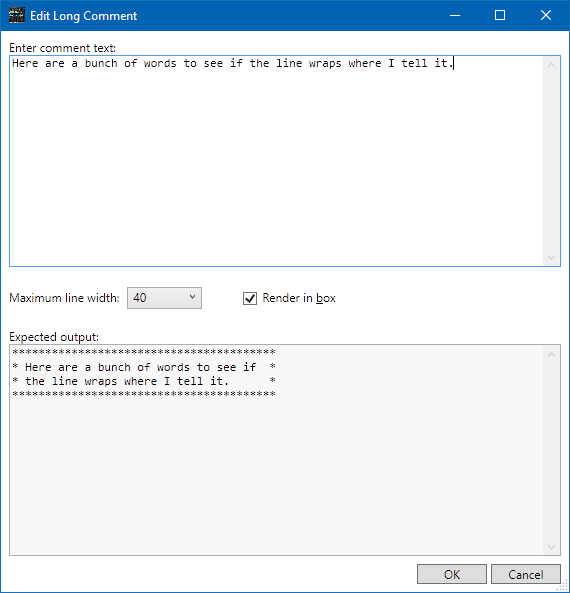 Edit Long Comment
Enter comment text:
Here are a bunch of words to see if the line wraps where I tell it.
Maximum line width: 40 Render in box
Expected output:
****************************************
* Here are a bunch of words to see if  *
* the line wraps where I tell it.      *
****************************************
OK Cancel